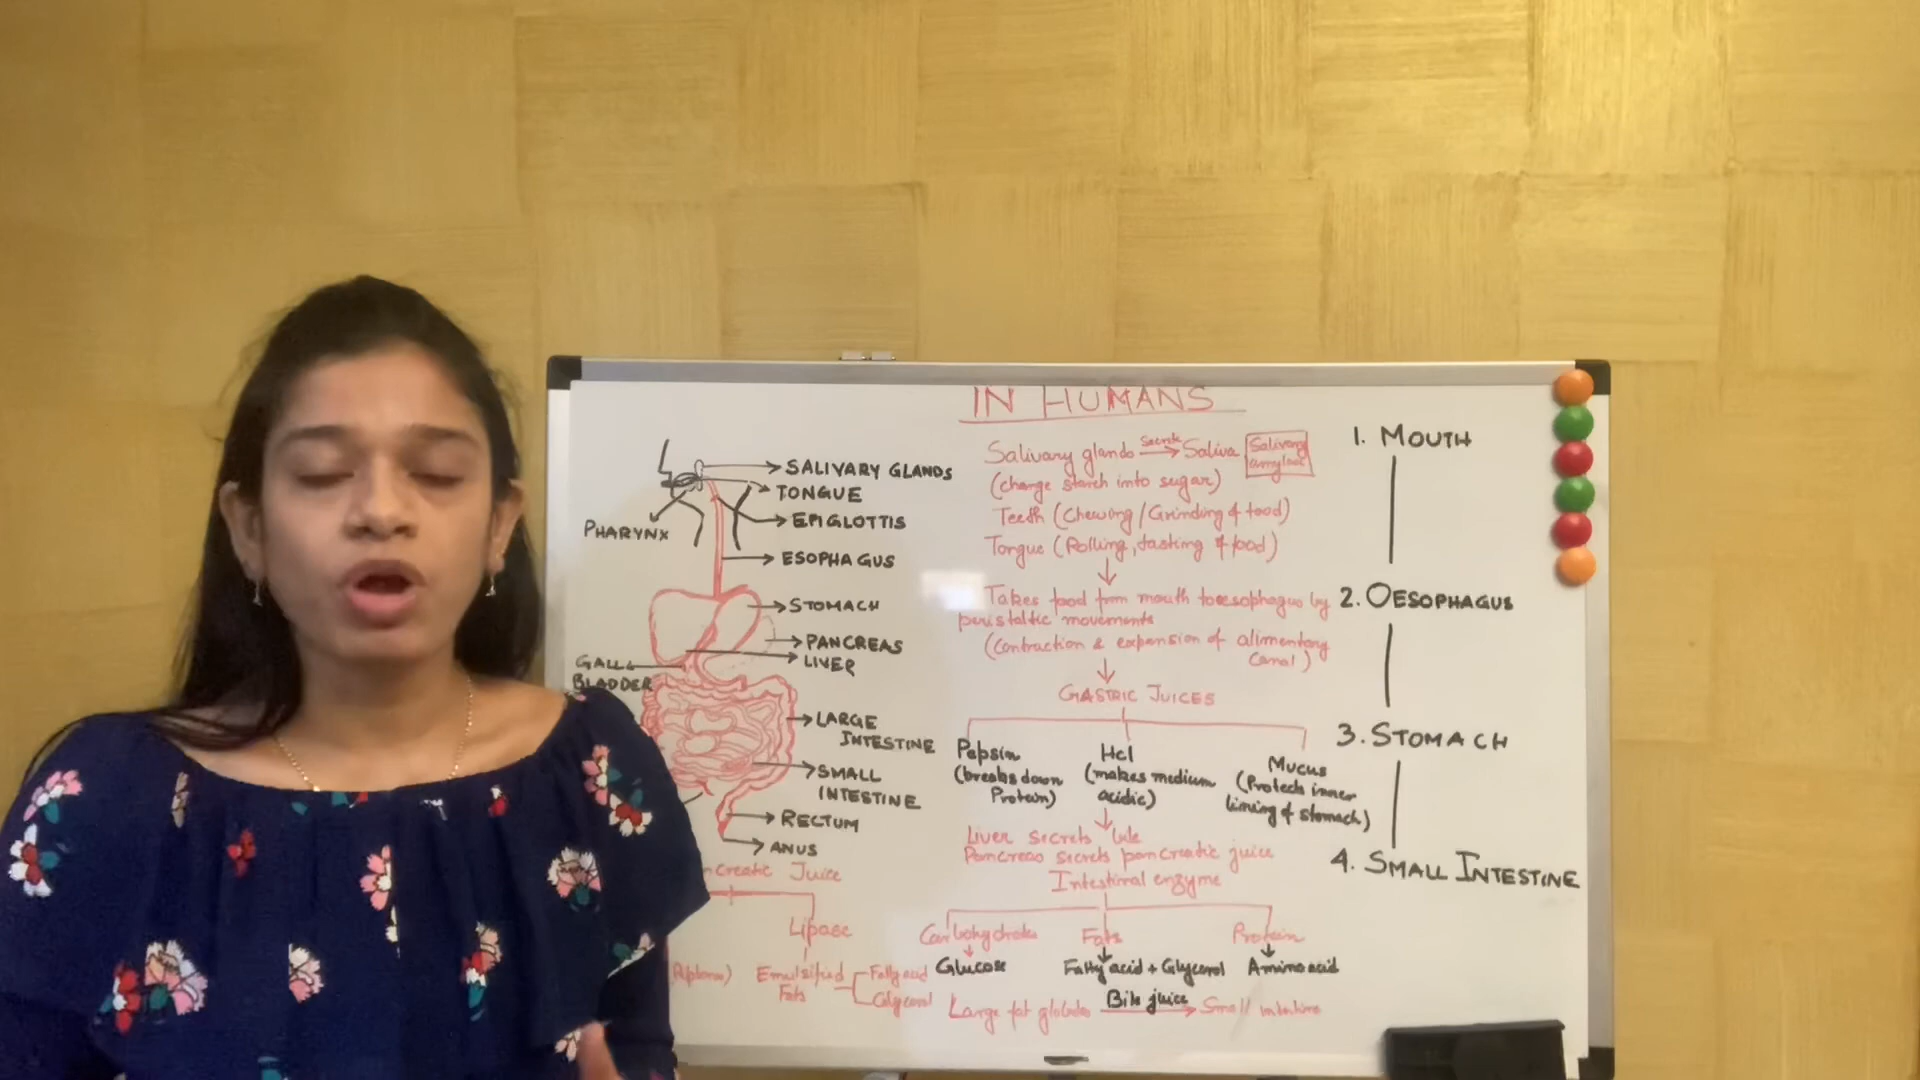 IN HUMANS
SALIVARY GLANDS
TONGUE
EPIGLOTTIS
PHARYNX
ESOPHAGUS
STOMACH
PANCREAS
LIVER
GALL
BLADDER
LARGE
INTESTINE
SMALL
INTESTINE
RECTUM
ANUS
creatic Juice
Lipase
Emulsified
Fats
Fatty acid
Glycerol
Salivary glands Secrete Saliva
Salivary
amylase
(change starch into sugar)
Teeth (Chewing/Grinding of food)
Tongue (Rolling, tasting of food)
Takes food from mouth to oesophagus by
peristaltic movements
(Contraction & expansion of alimentary
Canal)
GASTRIC JUICES
Pepsin
(breaks down
Protein)
Hcl
(makes medium
acidic)
Mucus
(Protects inner
lining of stomach)
Liver secrets bile
Pancreas secrets pancreatic juice
Intestinal enzyme
Carbohydrates
Glucose
Fats
Fatty acid + Glycerol
Protein
Amino acid
Large fat globules Bile juice Small intestine
1. MOUTH
2. OESOPHAGUS
3. STOMACH
4. SMALL INTESTINE